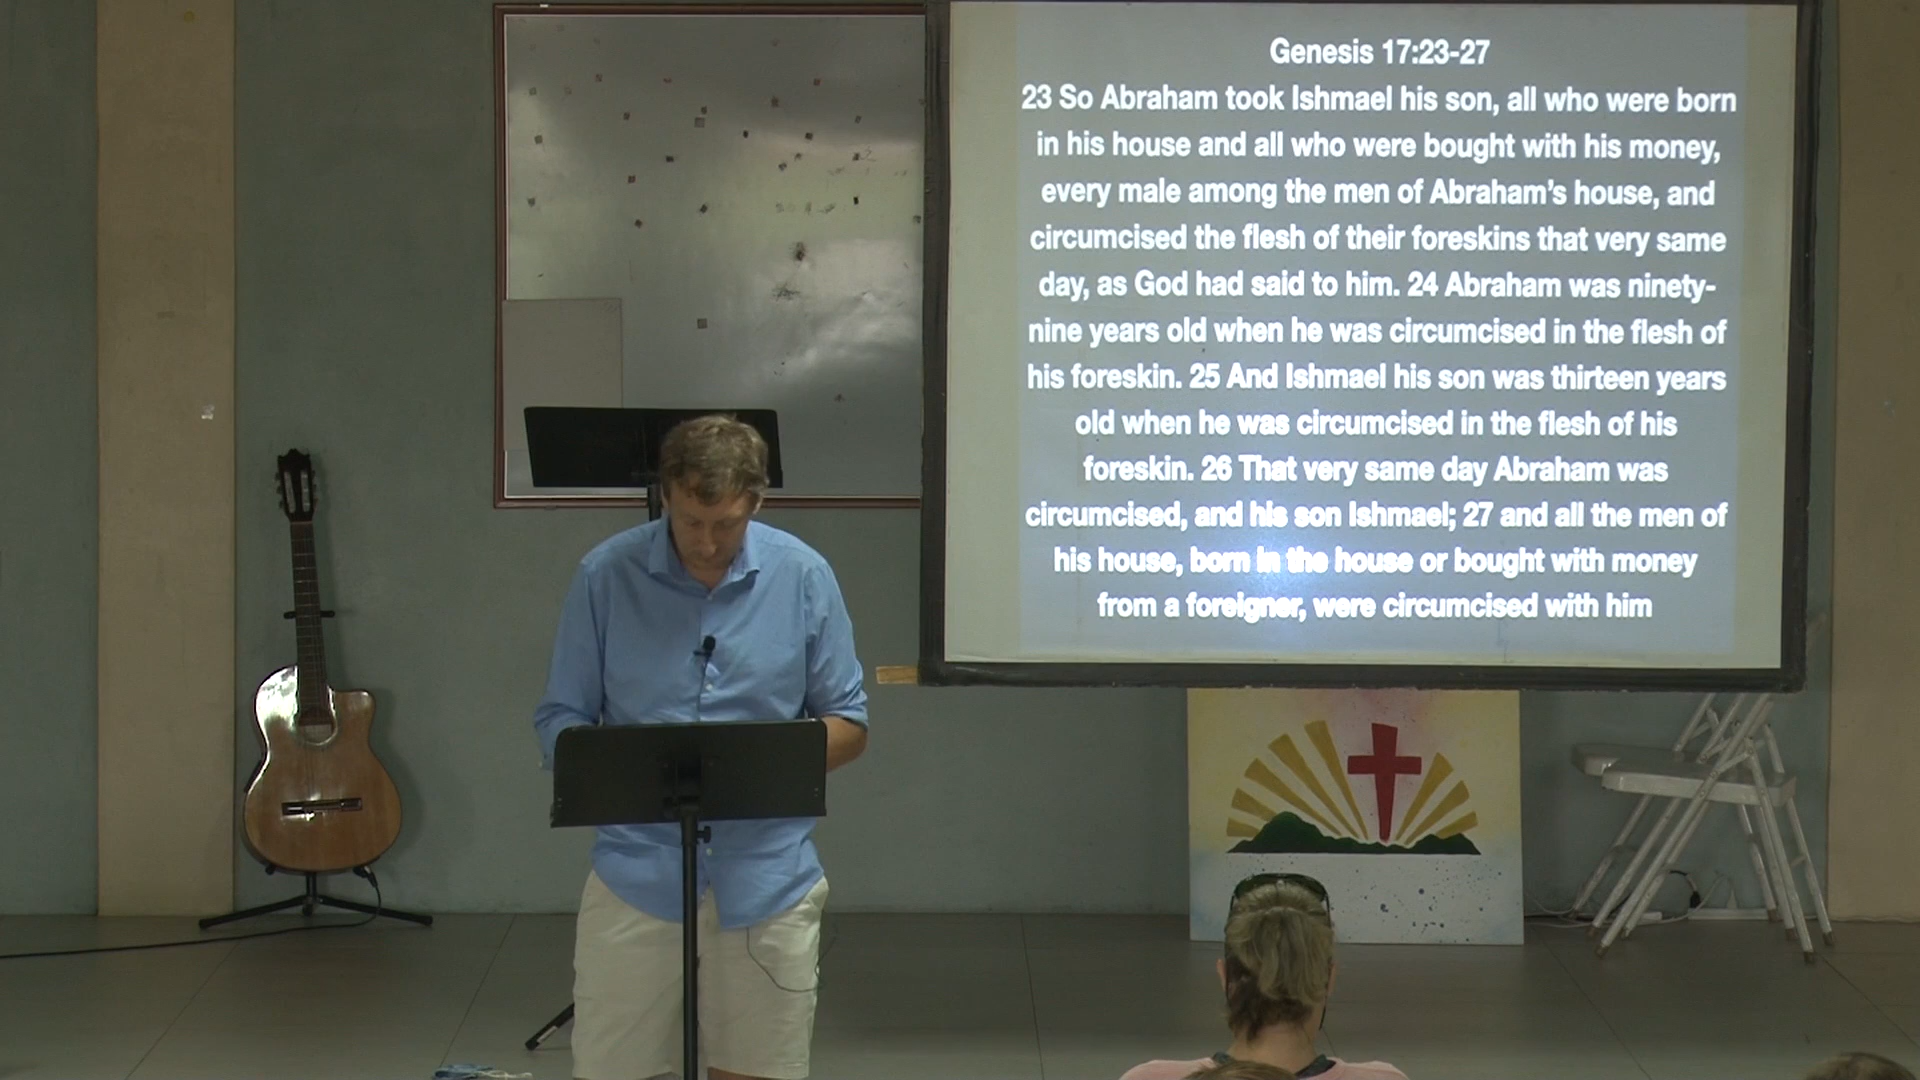 Genesis 17:23-27
23 So Abraham took Ishmael his son, all who were born
in his house and all who were bought with his money,
every male among the men of Abraham’s house, and
circumcised the flesh of their foreskins that very same
day, as God had said to him. 24 Abraham was ninety-
nine years old when he was circumcised in the flesh of
his foreskin. 25 And Ishmael his son was thirteen years
old when he was circumcised in the flesh of his
foreskin. 26 That very same day Abraham was
circumcised, and his son Ishmael; 27 and all the men of
his house, born in the house or bought with money
from a foreigner, were circumcised with him